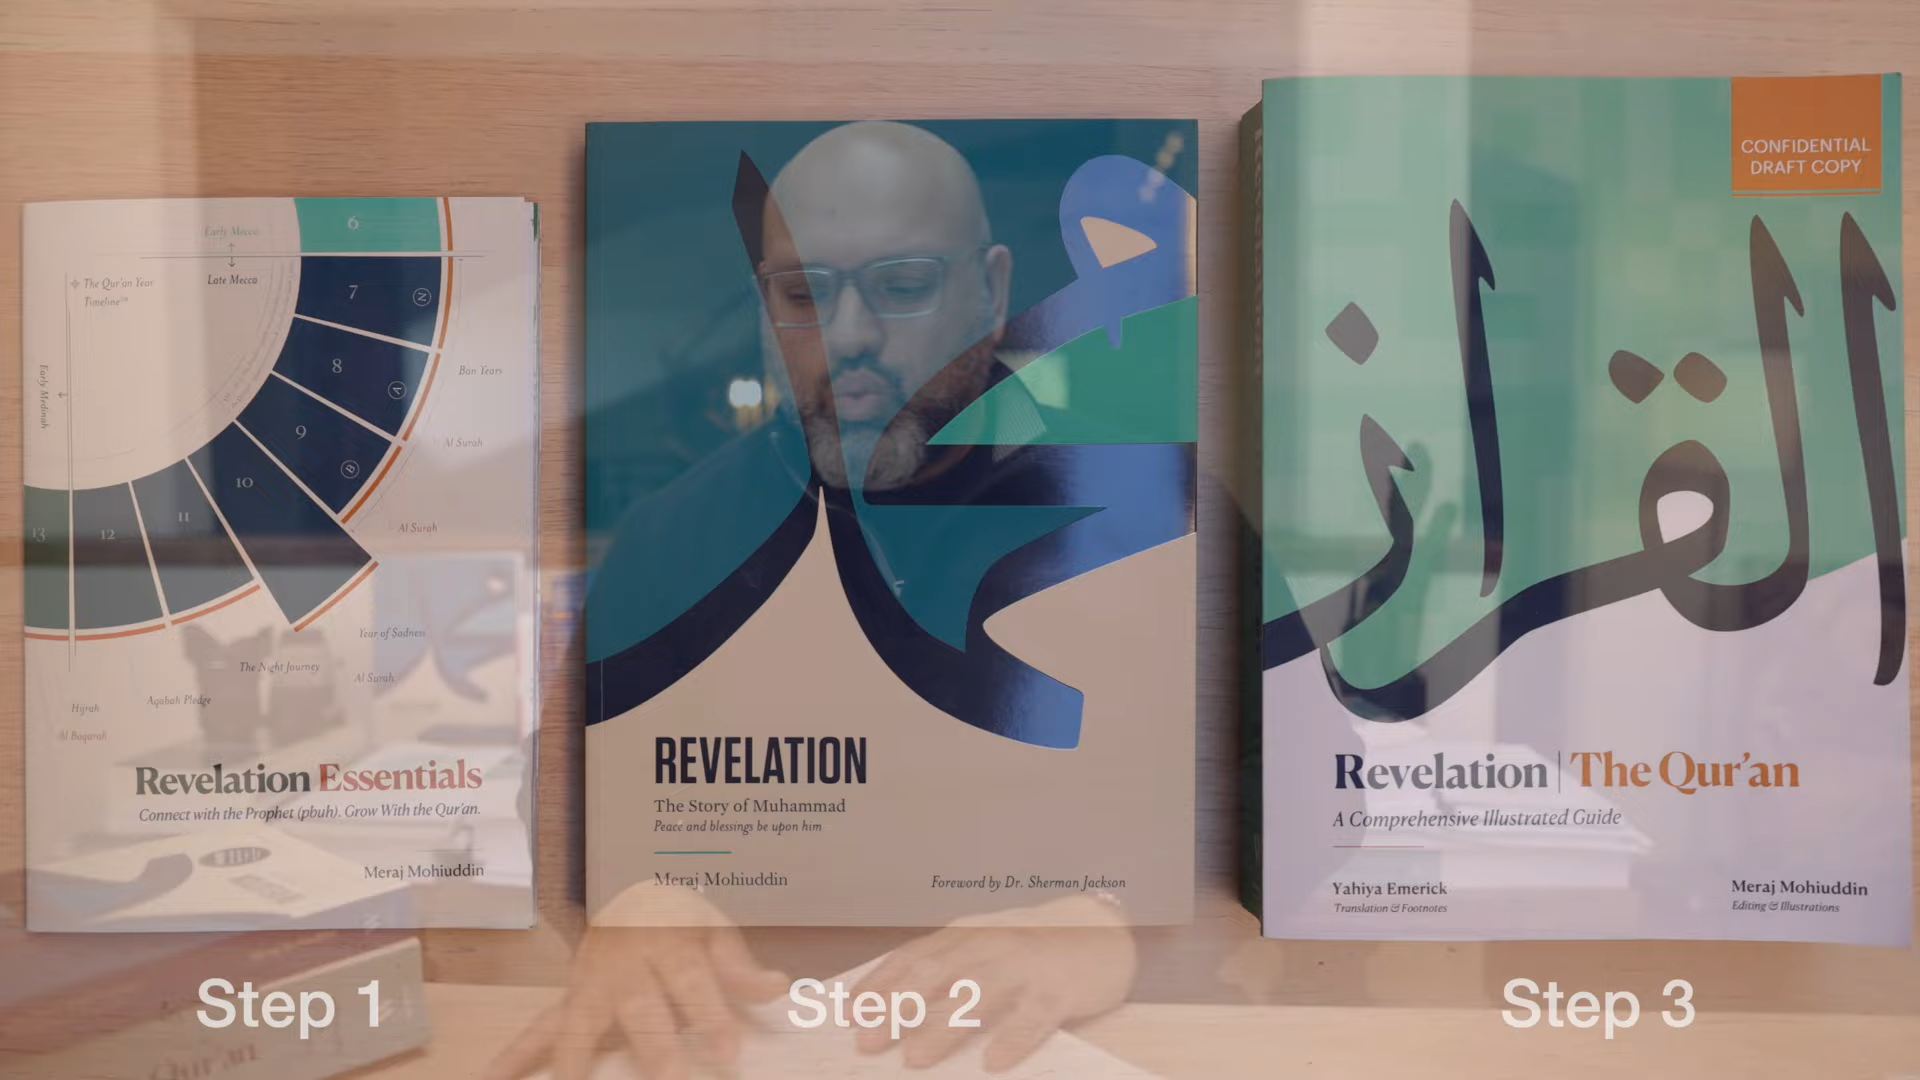 6
Early Mecca
Late Mecca
The Qur'an Year
Timeline™
7
N
8
A
Ban Years
Early Medinah
9
B
Al Surah
10
11
Al Surah
12
13
Year of Sadness
The Night Journey
Al Surah
Aqabah Pledge
Hijrah
Al Baqarah
Revelation Essentials
Connect with the Prophet (pbuh). Grow With the Qur'an.
Meraj Mohiuddin
Step 1
محمد
REVELATION
The Story of Muhammad
Peace and blessings be upon him
Meraj Mohiuddin
Foreword by Dr. Sherman Jackson
Step 2
CONFIDENTIAL
DRAFT COPY
القرآن
Revelation | The Qur'an
A Comprehensive Illustrated Guide
Yahiya Emerick
Translation & Footnotes
Meraj Mohiuddin
Editing & Illustrations
Step 3
Qur'an